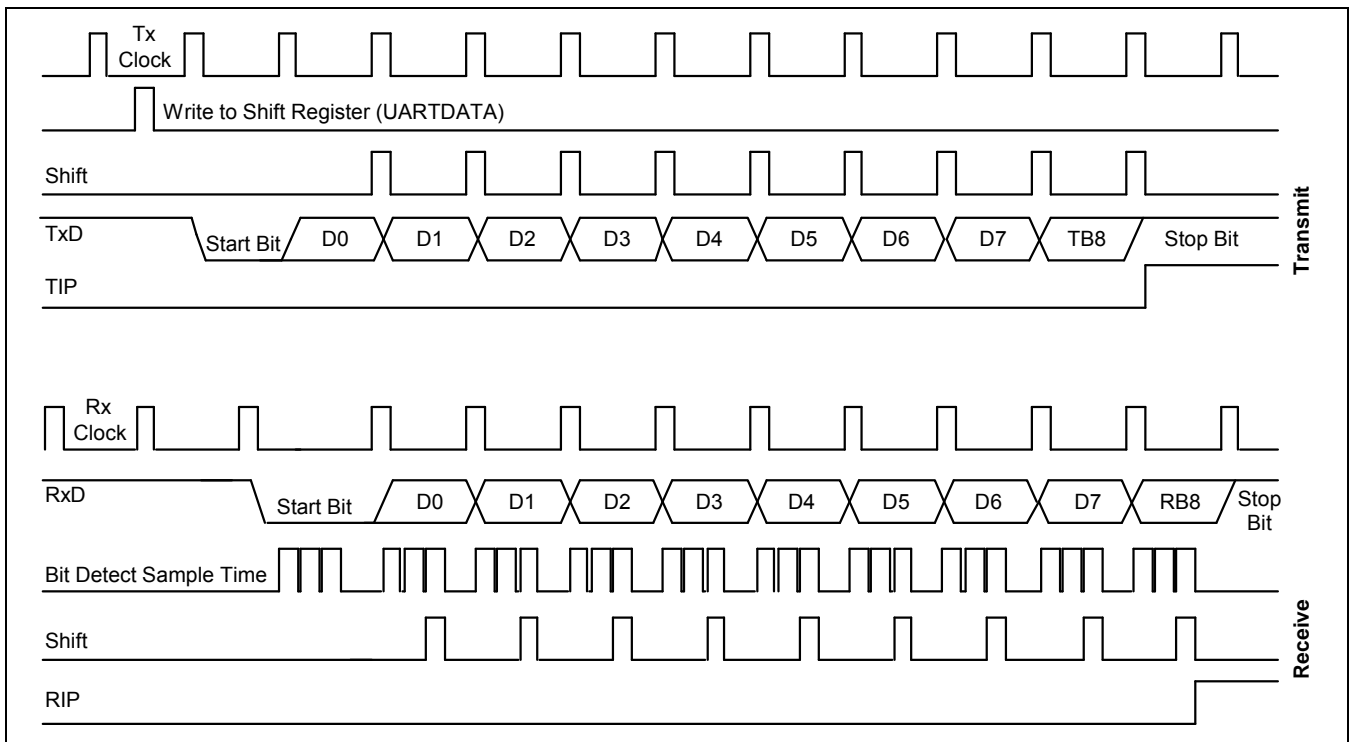 Tx
Clock
Write to Shift Register (UARTDATA)
Shift
TxD
Start Bit D0 D1 D2 D3 D4 D5 D6 D7 TB8 Stop Bit
TIP
Transmit
Rx
Clock
RxD
Start Bit D0 D1 D2 D3 D4 D5 D6 D7 RB8 Stop
Bit
Bit Detect Sample Time
Shift
RIP
Receive